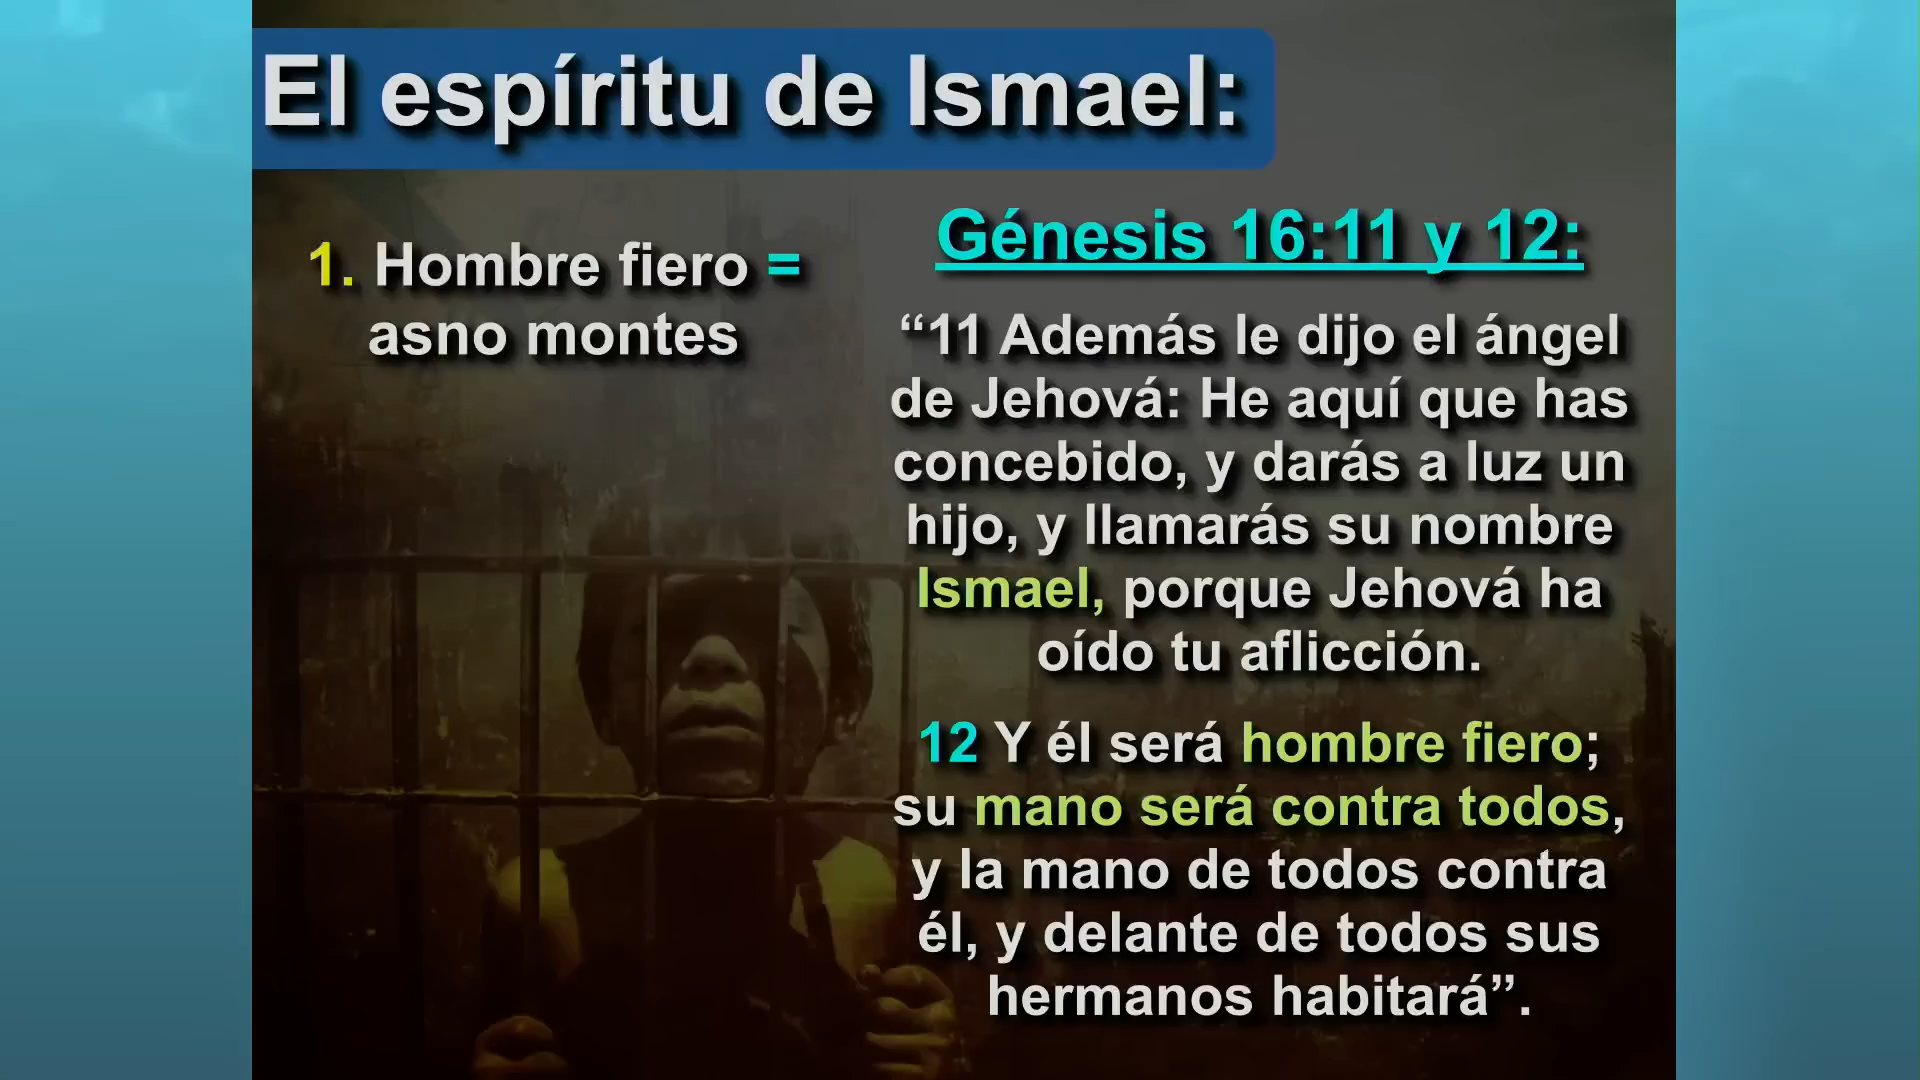 El espíritu de Ismael:
1. Hombre fiero =
asno montes
Génesis 16:11 y 12:
“11 Además le dijo el ángel
de Jehová: He aquí que has
concebido, y darás a luz un
hijo, y llamarás su nombre
Ismael, porque Jehová ha
oído tu aflicción.
12 Y él será hombre fiero;
su mano será contra todos,
y la mano de todos contra
él, y delante de todos sus
hermanos habitará”.